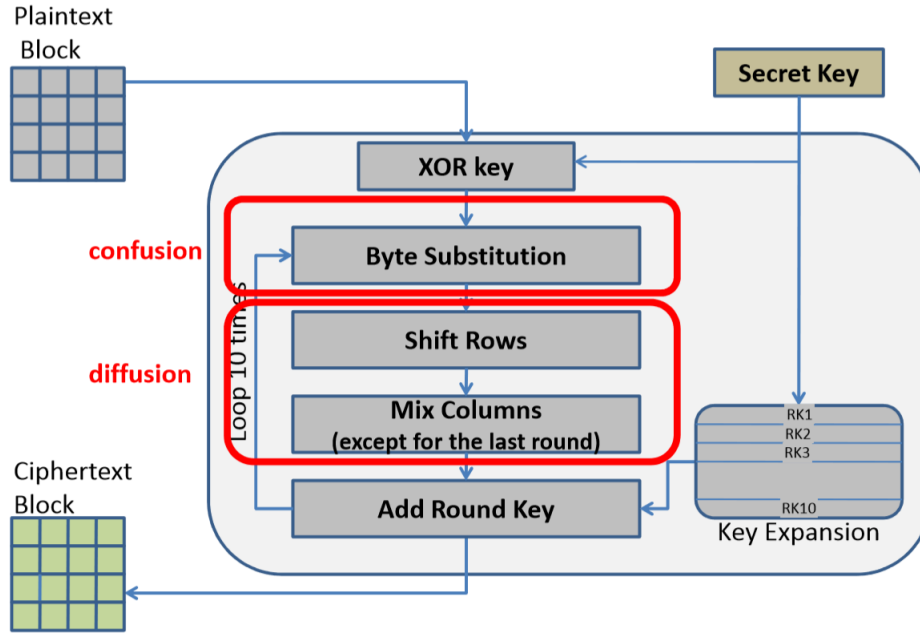 Plaintext
Block
Secret Key
XOR key
confusion
Byte Substitution
Loop 10 times
Shift Rows
diffusion
Mix Columns
(except for the last round)
RK1
RK2
RK3
RK10
Key Expansion
Ciphertext
Block
Add Round Key